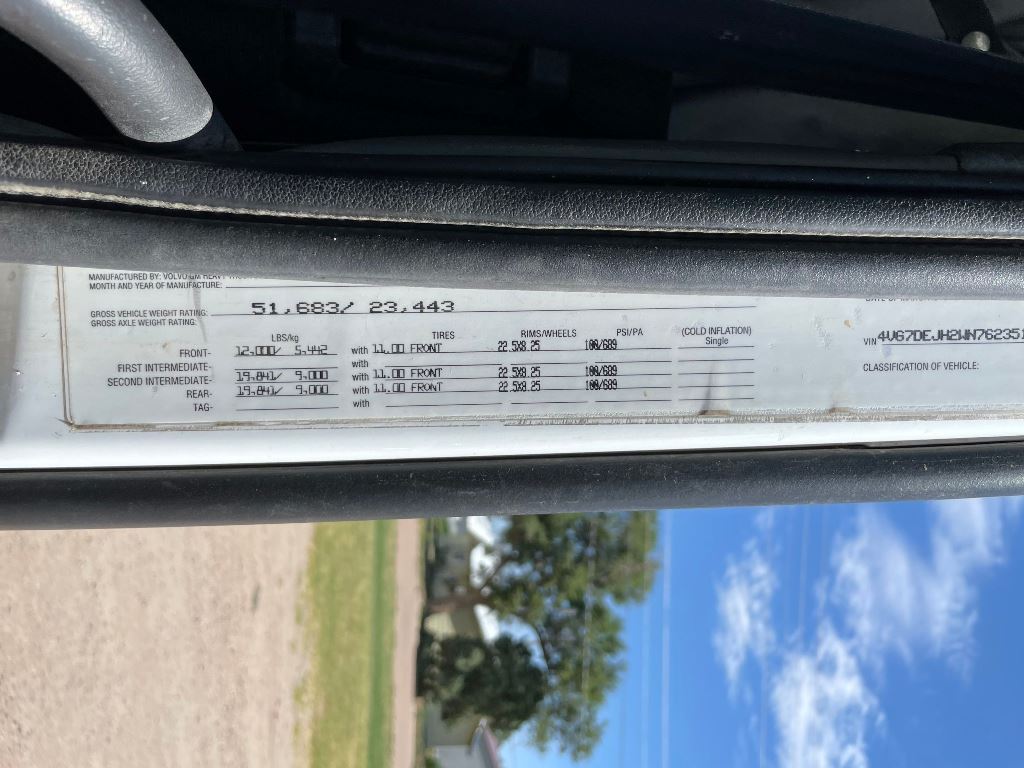 MANUFACTURED BY: VOLVO GM HEAVY
MONTH AND YEAR OF MANUFACTURE:
GROSS VEHICLE WEIGHT RATING: 51,683/ 23,443
GROSS AXLE WEIGHT RATING:
LBS/kg TIRES RIMS/WHEELS PSI/PA (COLD INFLATION)
Single
FRONT- 12,000/ 5,442 with 11.00 FRONT 22.5X8.25 100/689
FIRST INTERMEDIATE- with
SECOND INTERMEDIATE- 19,841/ 9,000 with 11.00 FRONT 22.5X8.25 100/689
REAR- 19,841/ 9,000 with 11.00 FRONT 22.5X8.25 100/689
TAG- with
VIN 4V67DEJH2WN762351
CLASSIFICATION OF VEHICLE: